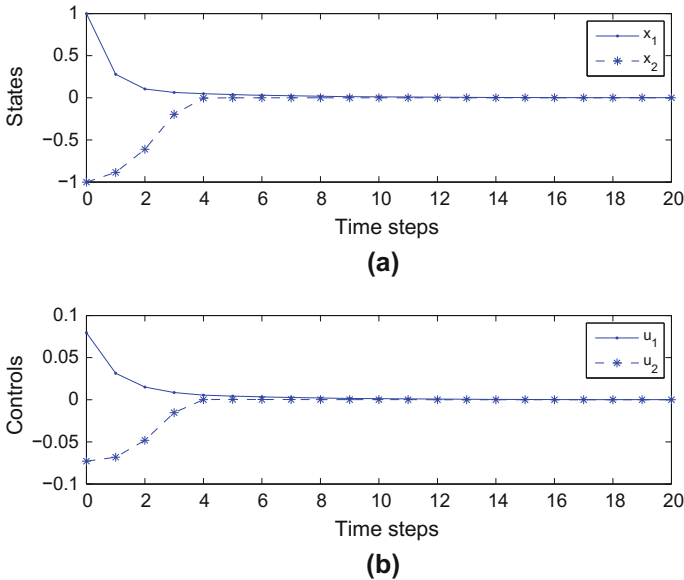 1
0.5
0
−0.5
−1
States
x1
x2
0 2 4 6 8 10 12 14 16 18 20
Time steps
(a)
0.1
0.05
0
−0.05
−0.1
Controls
u1
u2
0 2 4 6 8 10 12 14 16 18 20
Time steps
(b)